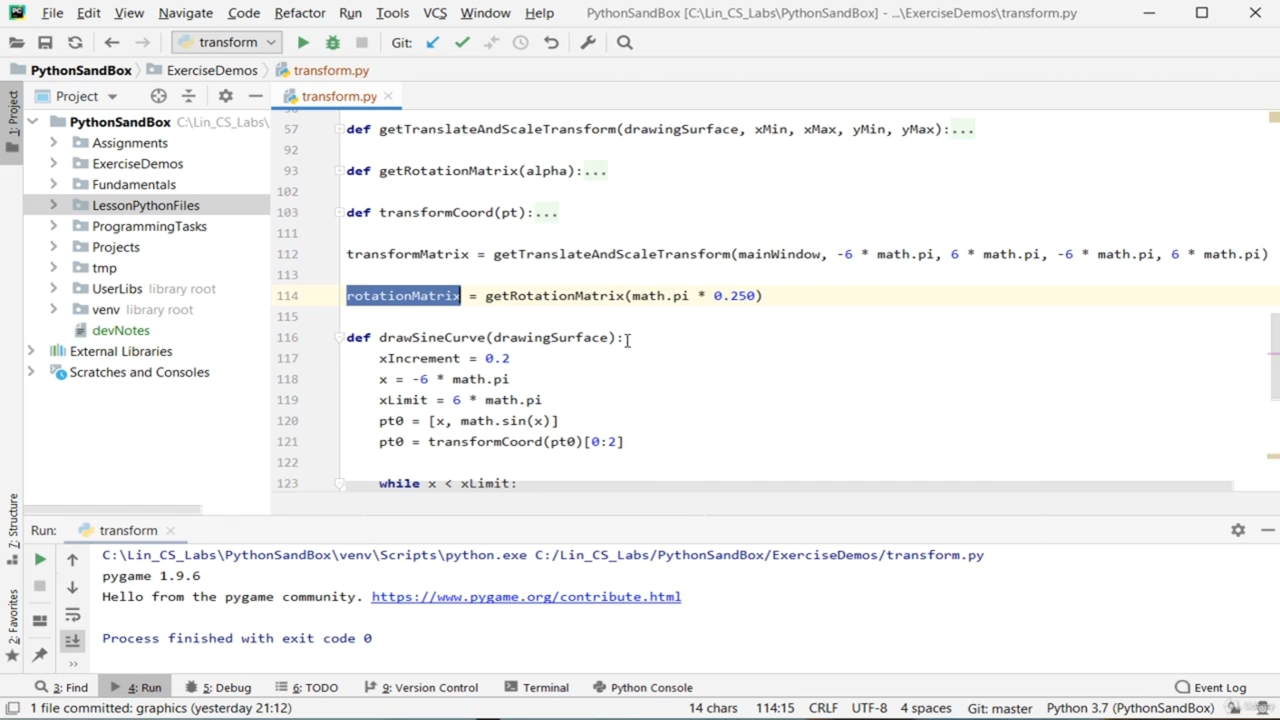 File Edit View Navigate Code Refactor Run Tools VCS Window Help PythonSandBox [C:\Lin_CS_Labs\PythonSandBox] - ...\ExerciseDemos\transform.py
transform Git:
PythonSandBox ExerciseDemos transform.py
1: Project
Project
transform.py
PythonSandBox C:\Lin_CS_Labs\
Assignments
ExerciseDemos
Fundamentals
LessonPythonFiles
ProgrammingTasks
Projects
tmp
UserLibs library root
venv library root
devNotes
External Libraries
Scratches and Consoles
57 def getTranslateAndScaleTransform(drawingSurface, xMin, xMax, yMin, yMax):...
92
93 def getRotationMatrix(alpha):...
102
103 def transformCoord(pt):...
111
112 transformMatrix = getTranslateAndScaleTransform(mainWindow, -6 * math.pi, 6 * math.pi, -6 * math.pi, 6 * math.pi)
113
114 rotationMatrix = getRotationMatrix(math.pi * 0.250)
115
116 def drawSineCurve(drawingSurface):
117 xIncrement = 0.2
118 x = -6 * math.pi
119 xLimit = 6 * math.pi
120 pt0 = [x, math.sin(x)]
121 pt0 = transformCoord(pt0)[0:2]
122
123 while x < xLimit:
Z: Structure
2: Favorites
Run: transform
C:\Lin_CS_Labs\PythonSandBox\venv\Scripts\python.exe C:/Lin_CS_Labs/PythonSandBox/ExerciseDemos/transform.py
pygame 1.9.6
Hello from the pygame community. https://www.pygame.org/contribute.html
Process finished with exit code 0
3: Find 4: Run 5: Debug 6: TODO 9: Version Control Terminal Python Console Event Log
1 file committed: graphics (yesterday 21:12) 14 chars 114:15 CRLF UTF-8 4 spaces Git: master Python 3.7 (PythonSandBox)